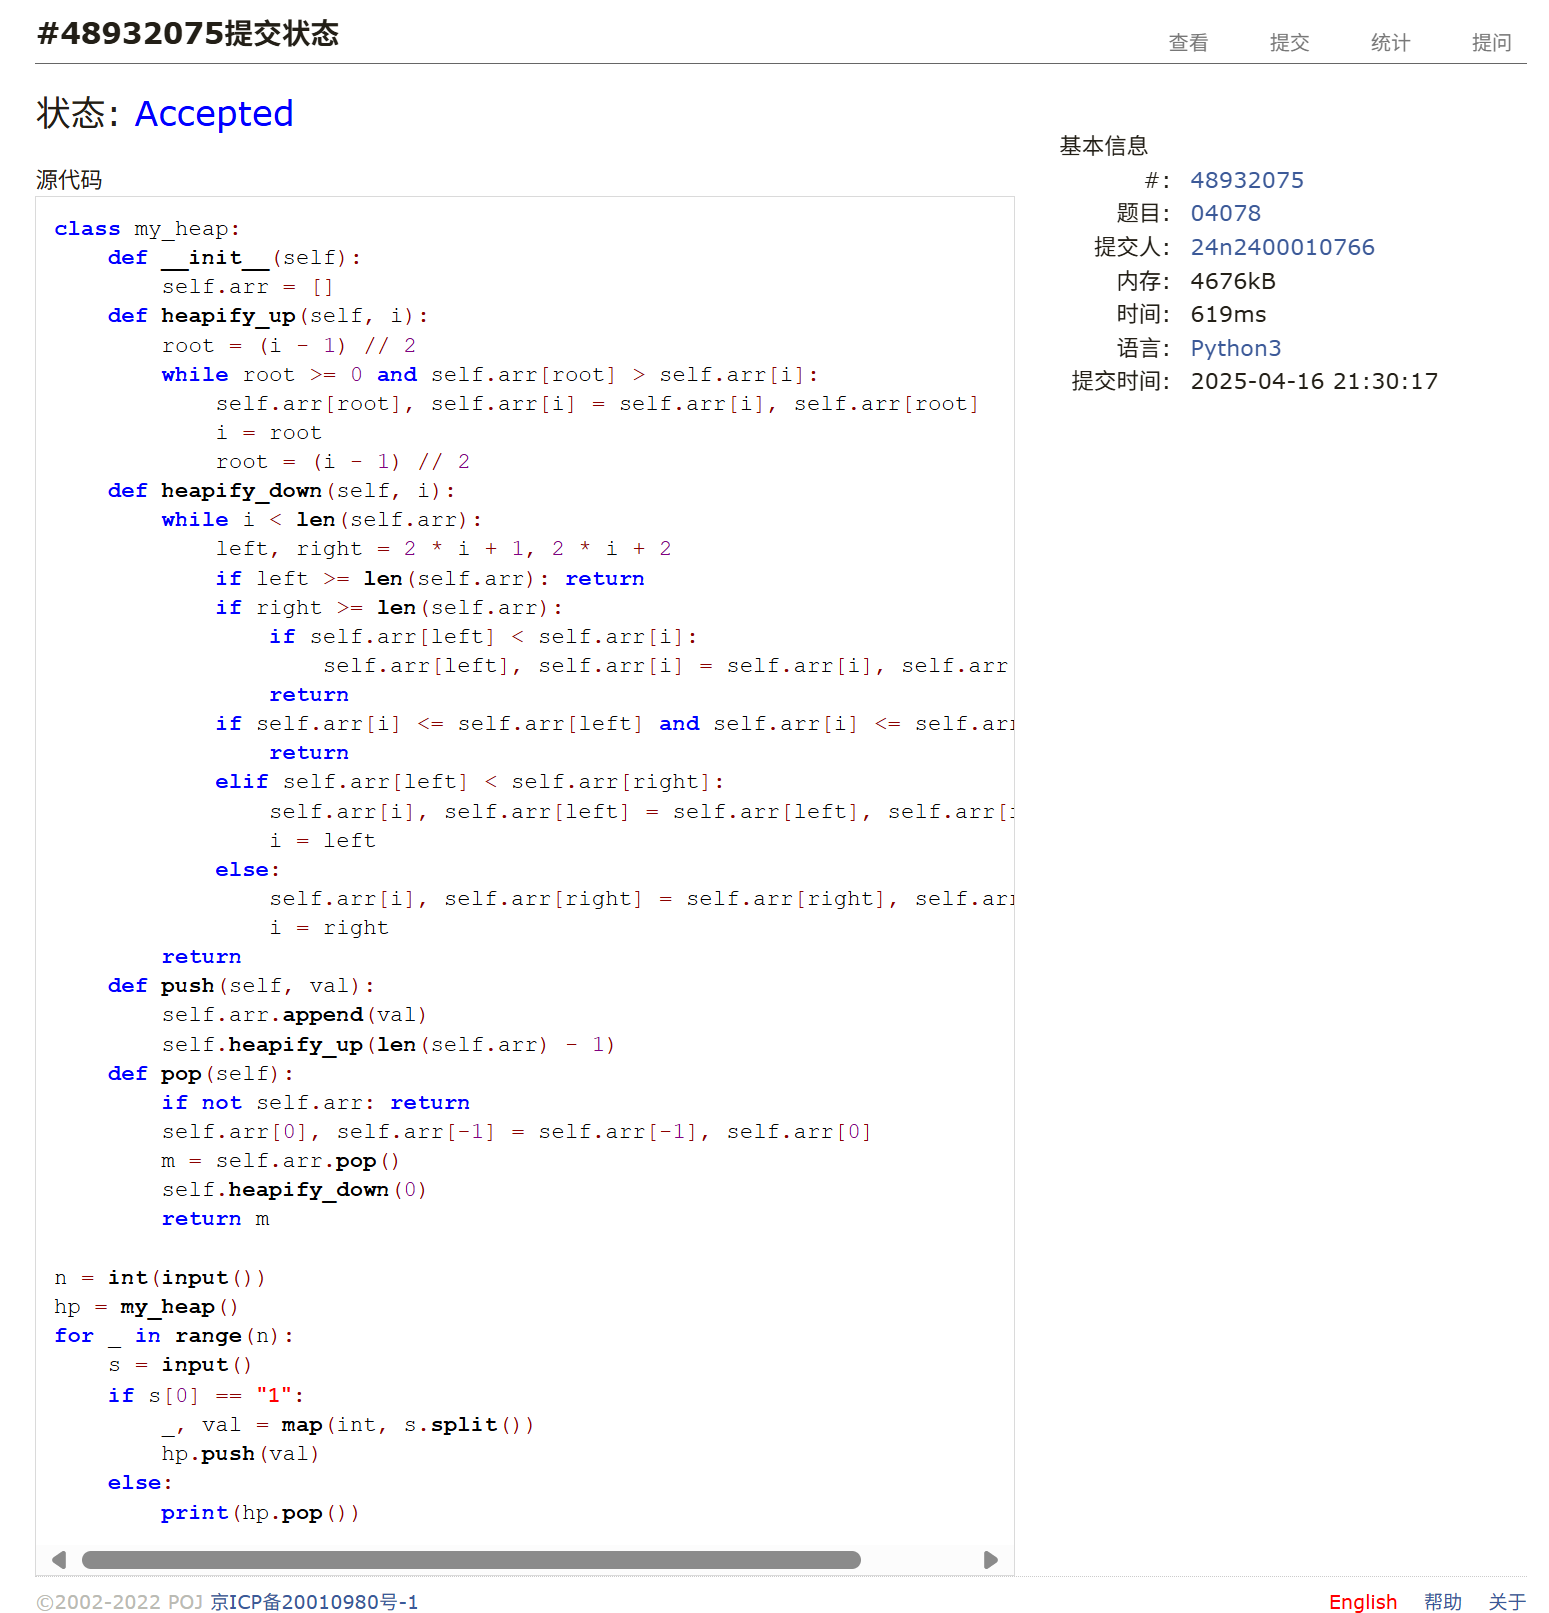 #48932075提交状态
查看 提交 统计 提问
状态: Accepted
源代码
class my_heap:
    def __init__(self):
        self.arr = []
    def heapify_up(self, i):
        root = (i - 1) // 2
        while root >= 0 and self.arr[root] > self.arr[i]:
            self.arr[root], self.arr[i] = self.arr[i], self.arr[root]
            i = root
            root = (i - 1) // 2
    def heapify_down(self, i):
        while i < len(self.arr):
            left, right = 2 * i + 1, 2 * i + 2
            if left >= len(self.arr): return
            if right >= len(self.arr):
                if self.arr[left] < self.arr[i]:
                    self.arr[left], self.arr[i] = self.arr[i], self.arr
                return
            if self.arr[i] <= self.arr[left] and self.arr[i] <= self.arr
                return
            elif self.arr[left] < self.arr[right]:
                self.arr[i], self.arr[left] = self.arr[left], self.arr[i
                i = left
            else:
                self.arr[i], self.arr[right] = self.arr[right], self.arr
                i = right
        return
    def push(self, val):
        self.arr.append(val)
        self.heapify_up(len(self.arr) - 1)
    def pop(self):
        if not self.arr: return
        self.arr[0], self.arr[-1] = self.arr[-1], self.arr[0]
        m = self.arr.pop()
        self.heapify_down(0)
        return m

n = int(input())
hp = my_heap()
for _ in range(n):
    s = input()
    if s[0] == "1":
        _, val = map(int, s.split())
        hp.push(val)
    else:
        print(hp.pop())
基本信息
#: 48932075
题目: 04078
提交人: 24n2400010766
内存: 4676kB
时间: 619ms
语言: Python3
提交时间: 2025-04-16 21:30:17
©2002-2022 POJ 京ICP备20010980号-1
English 帮助 关于